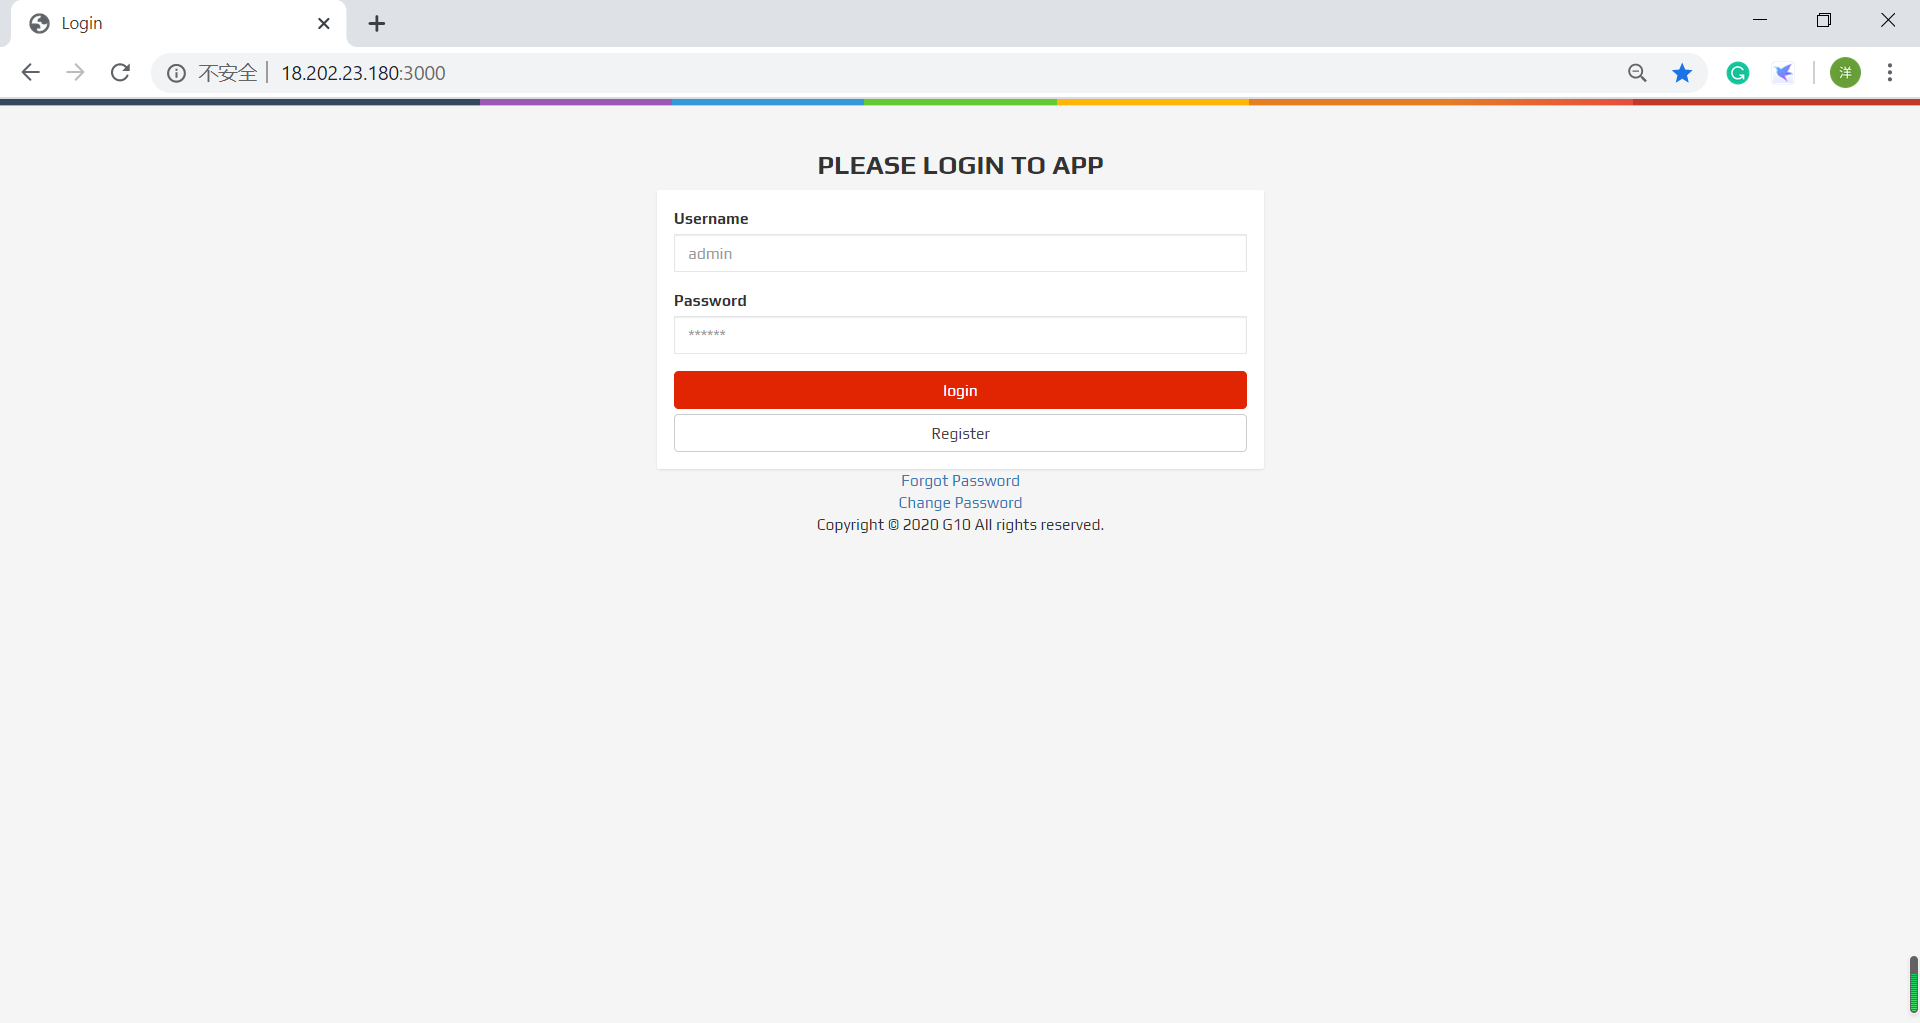 Login
不安全 18.202.23.180:3000
洋
PLEASE LOGIN TO APP
Username
admin
Password
******
login
Register
Forgot Password
Change Password
Copyright © 2020 G10 All rights reserved.